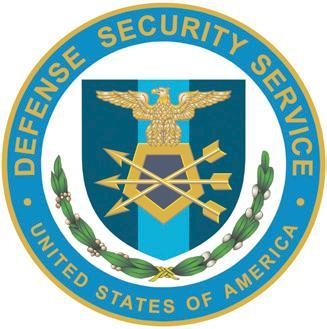 DEFENSE SECURITY SERVICE
UNITED STATES OF AMERICA